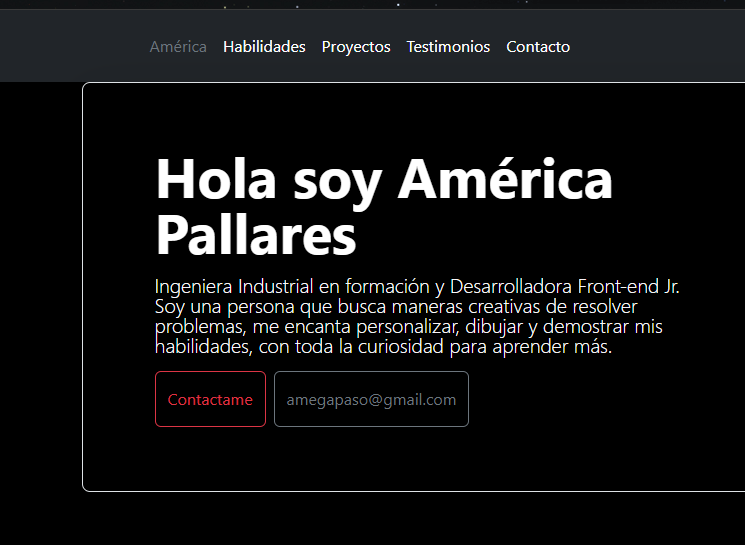 América Habilidades Proyectos Testimonios Contacto
Hola soy América
Pallares
Ingeniera Industrial en formación y Desarrolladora Front-end Jr.
Soy una persona que busca maneras creativas de resolver
problemas, me encanta personalizar, dibujar y demostrar mis
habilidades, con toda la curiosidad para aprender más.
Contactame amegapaso@gmail.com